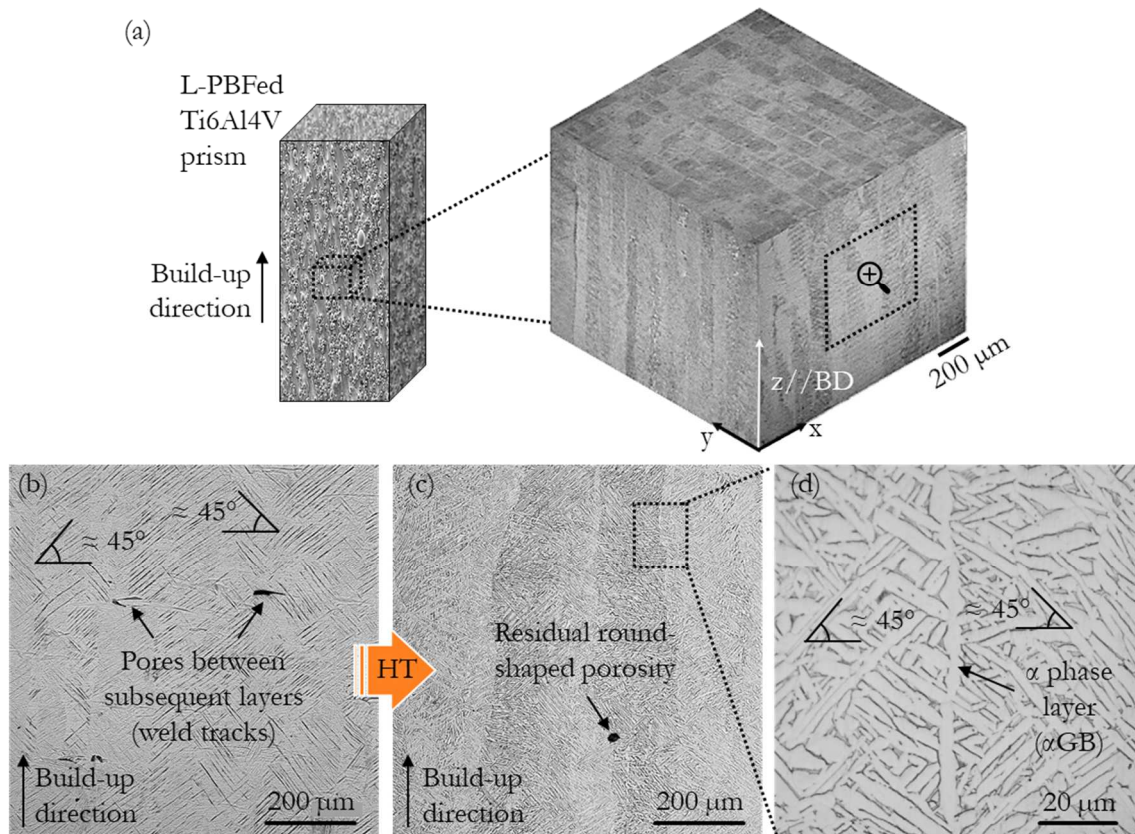 (a)
L-PBFed
Ti6Al4V
prism
Build-up
direction
z//BD
y
x
200 μm
(b)
≈ 45°
≈ 45°
Pores between
subsequent layers
(weld tracks)
Build-up
direction
200 μm
HT
(c)
Residual round-
shaped porosity
Build-up
direction
200 μm
(d)
≈ 45°
≈ 45°
α phase
layer
(αGB)
20 μm